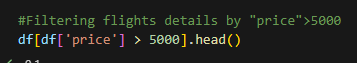 #Filtering flights details by "price">5000
df[df['price'] > 5000].head()